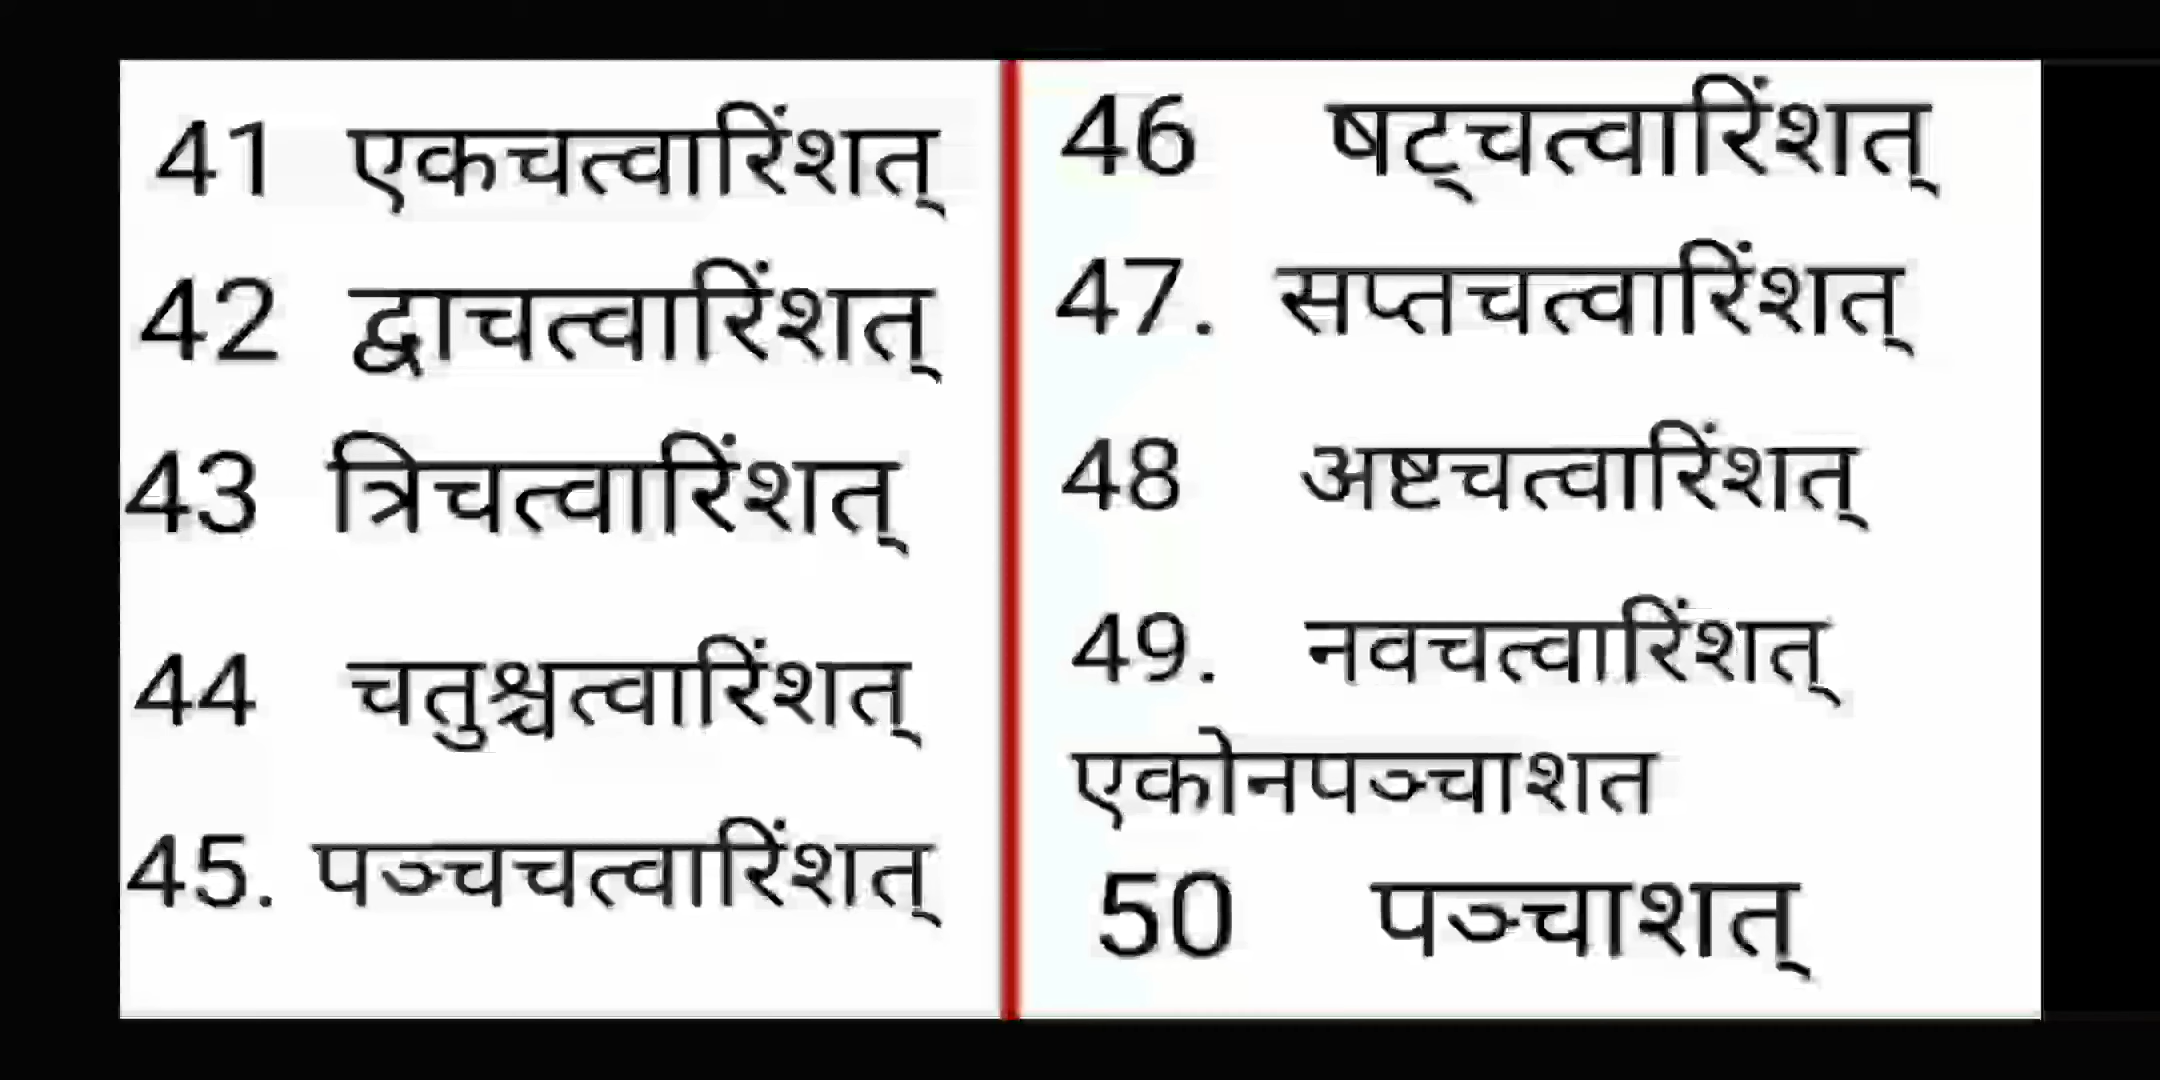 41 एकचत्वारिंशत्
42 द्वाचत्वारिंशत्
43 त्रिचत्वारिंशत्
44 चतुश्चत्वारिंशत्
45. पञ्चचत्वारिंशत्
46 षट्चत्वारिंशत्
47. सप्तचत्वारिंशत्
48 अष्टचत्वारिंशत्
49. नवचत्वारिंशत्
एकोनपञ्चाशत
50 पञ्चाशत्